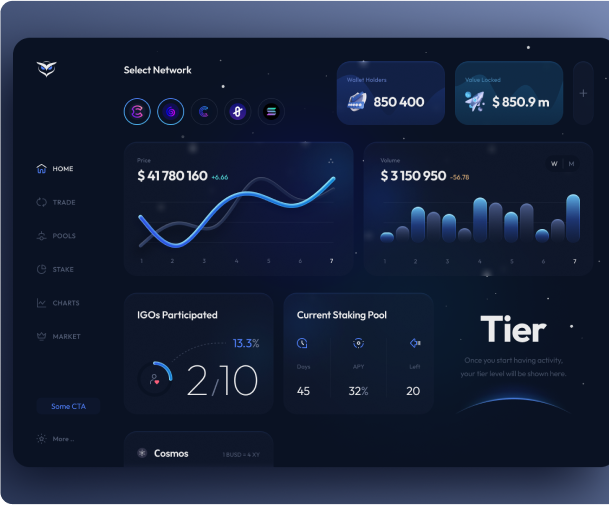 Select Network
Wallet Holders
850 400
Value Locked
$ 850.9 m
+
HOME
TRADE
POOLS
STAKE
CHARTS
MARKET
Some CTA
More ..
Price
$ 41 780 160 +6.66
1 2 3 4 5 6 7
Volume
$ 3 150 950 -56.78
W M
1 2 3 4 5 6 7
IGOs Participated
13.3%
2/10
Current Staking Pool
Days APY Left
45 32% 20
Tier
Once you start having activity,
your tier level will be shown here.
Cosmos
1 BUSD = 4 XY